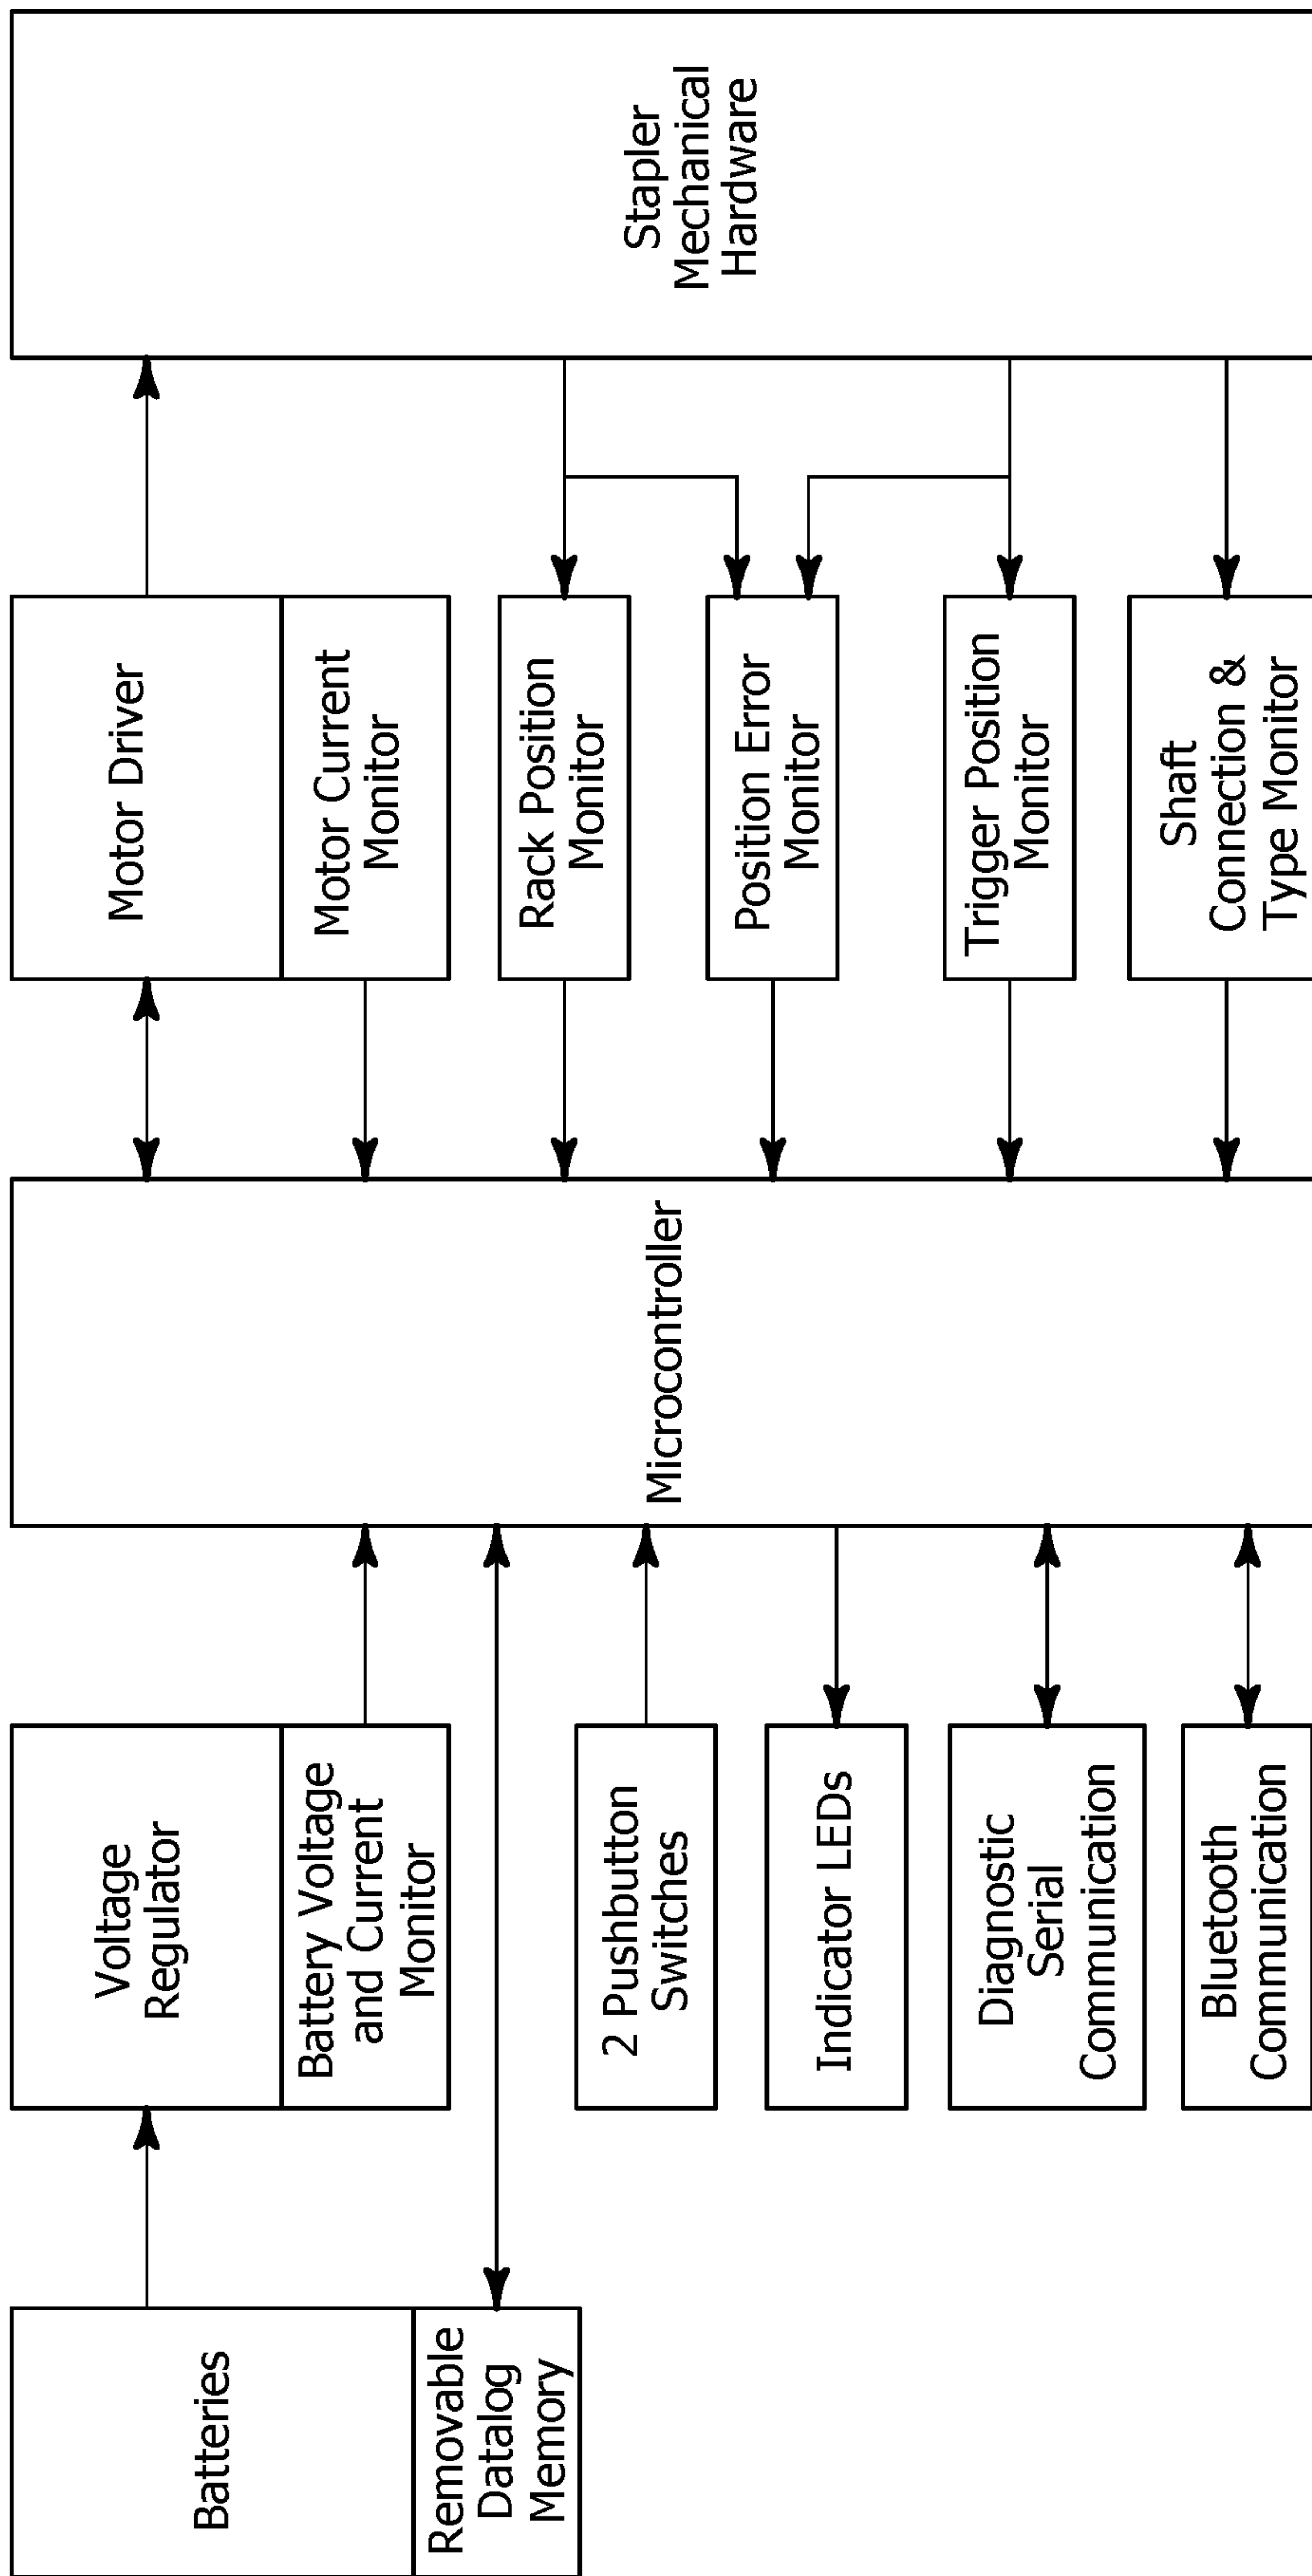 Batteries
Removable
Datalog
Memory
Voltage
Regulator
Battery Voltage
and Current
Monitor
2 Pushbutton
Switches
Indicator LEDs
Diagnostic
Serial
Communication
Bluetooth
Communication
Microcontroller
Motor Driver
Motor Current
Monitor
Rack Position
Monitor
Position Error
Monitor
Trigger Position
Monitor
Shaft
Connection &
Type Monitor
Stapler
Mechanical
Hardware